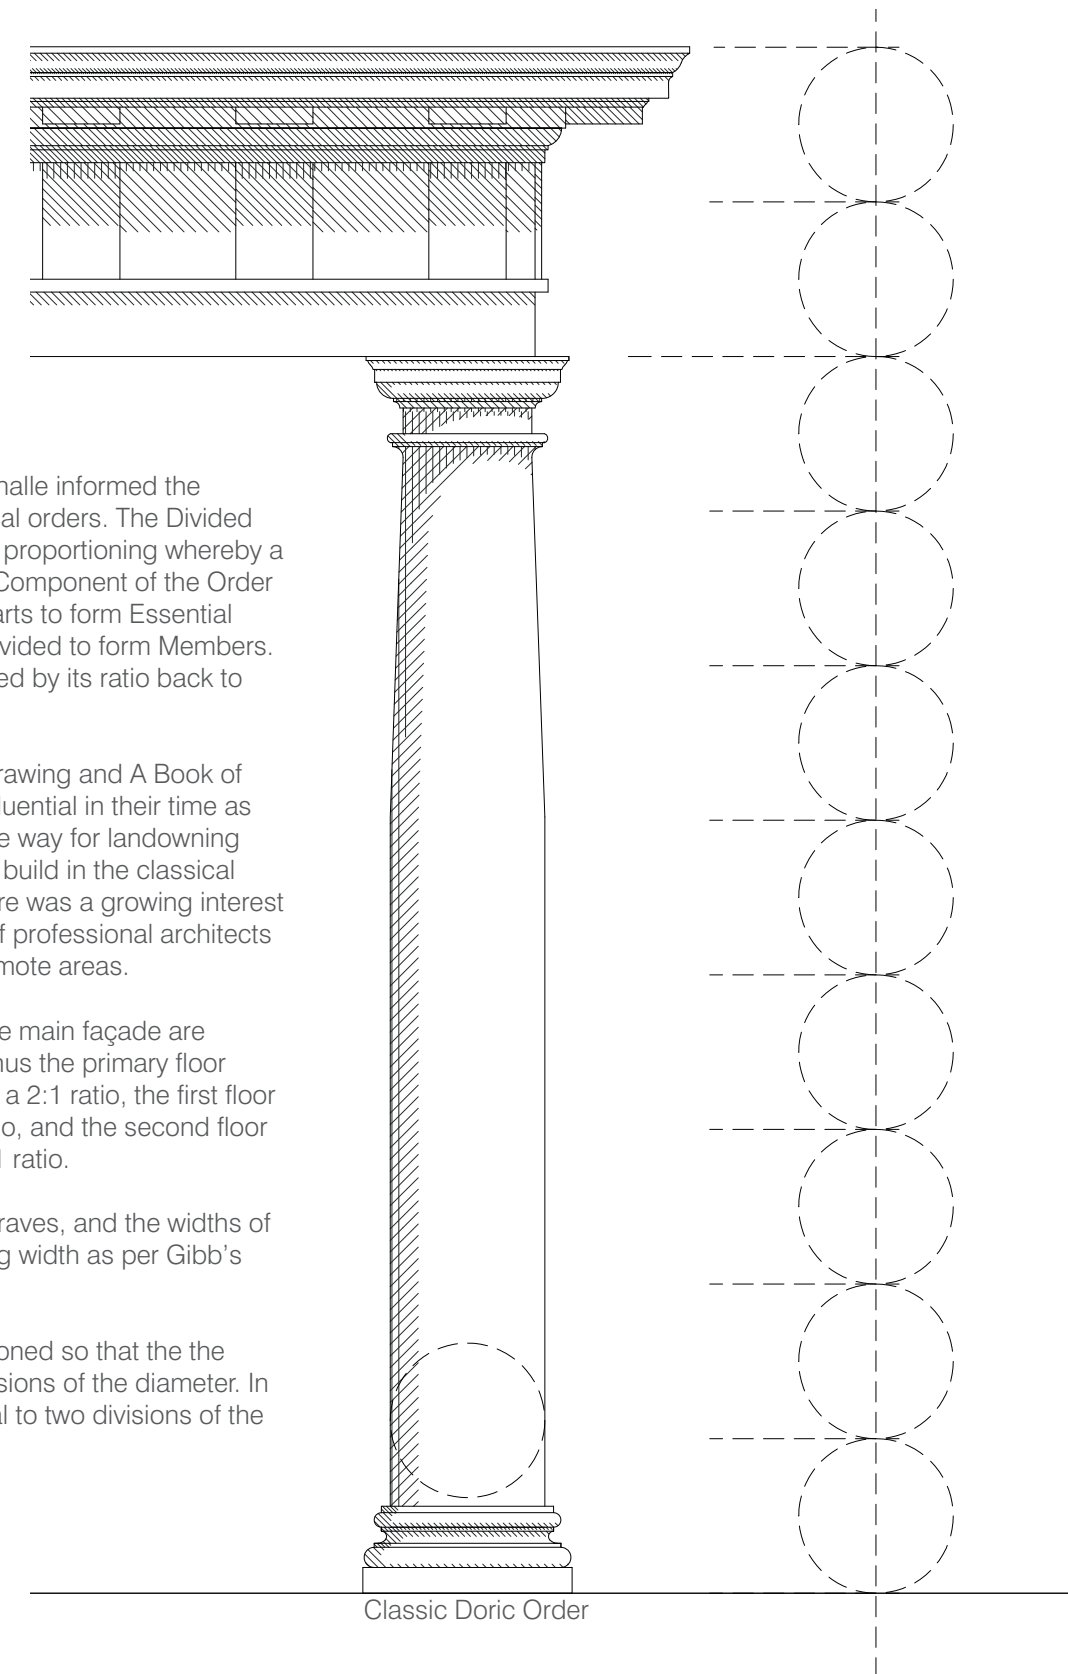 informed the
al orders. The Divided
proportioning whereby a
Component of the Order
arts to form Essential
vided to form Members.
ed by its ratio back to
rawing and A Book of
luential in their time as
e way for landowning
build in the classical
re was a growing interest
f professional architects
mote areas.
e main façade are
nus the primary floor
a 2:1 ratio, the first floor
o, and the second floor
ratio.
raves, and the widths of
g width as per Gibb's
oned so that the the
sions of the diameter. In
al to two divisions of the
Classic Doric Order